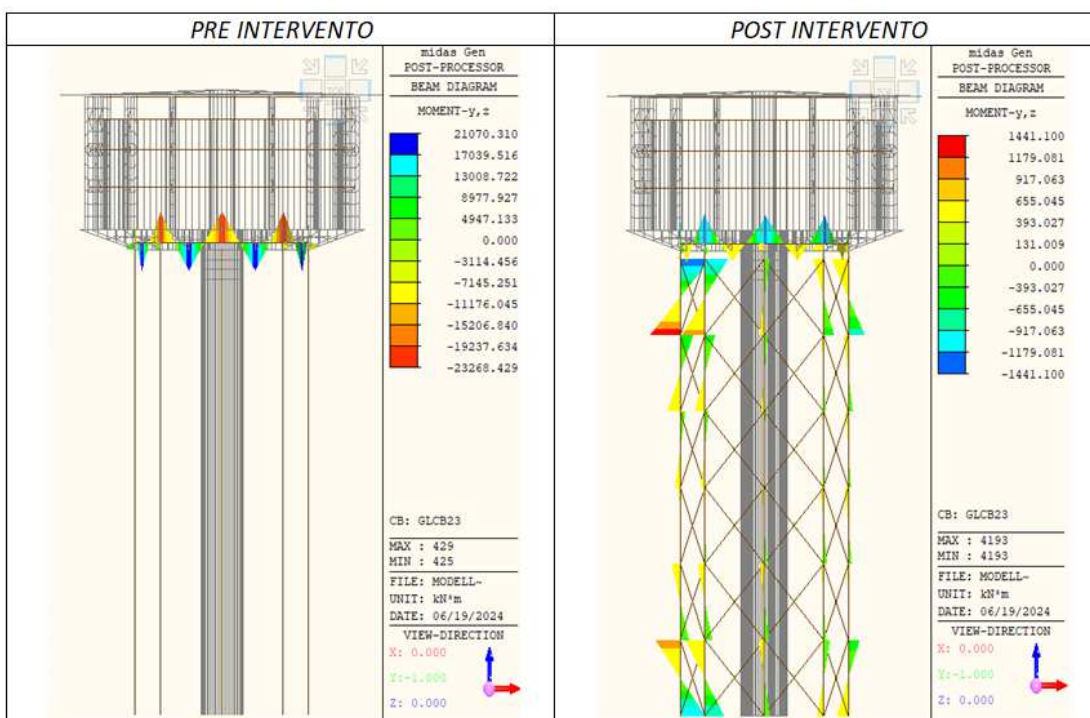 PRE INTERVENTO
POST INTERVENTO
midas Gen
POST-PROCESSOR
BEAM DIAGRAM
MOMENT-y,z
21070.310
17039.516
13008.722
8977.927
4947.133
0.000
-3114.456
-7145.251
-11176.045
-15206.840
-19237.634
-23268.429
CB: GLCB23
MAX : 429
MIN : 425
FILE: MODELL~
UNIT: kN*m
DATE: 06/19/2024
VIEW-DIRECTION
X: 0.000
Y:-1.000
Z: 0.000
midas Gen
POST-PROCESSOR
BEAM DIAGRAM
MOMENT-y,z
1441.100
1179.081
917.063
655.045
393.027
131.009
0.000
-393.027
-655.045
-917.063
-1179.081
-1441.100
CB: GLCB23
MAX : 4193
MIN : 4193
FILE: MODELL~
UNIT: kN*m
DATE: 06/19/2024
VIEW-DIRECTION
X: 0.000
Y:-1.000
Z: 0.000